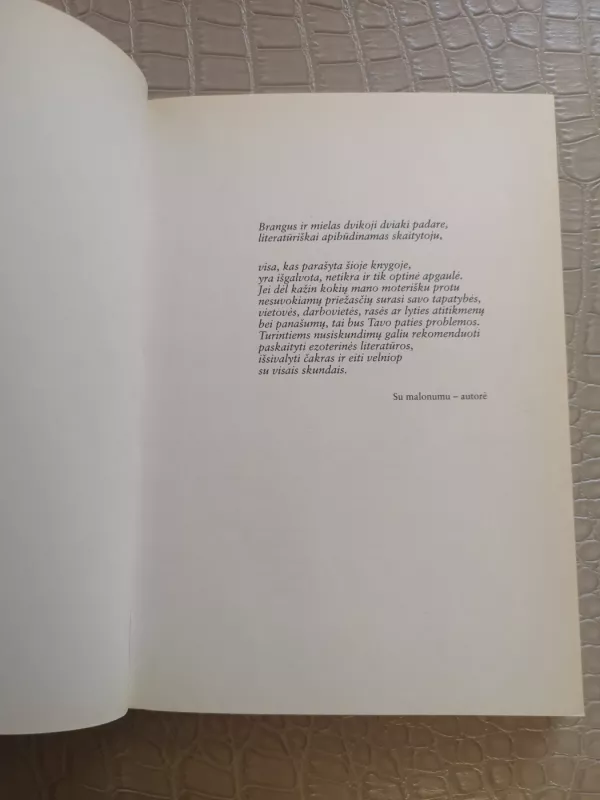 Brangus ir mielas dvikoji dviaki padare,
literatūriškai apibūdinamas skaitytoju,
visa, kas parašyta šioje knygoje,
yra išgalvota, netikra ir tik optinė apgaulė.
Jei dėl kažin kokių mano moterišku protu
nesuvokiamų priežasčių surasi savo tapatybės,
vietovės, darbovietės, rasės ar lyties atitikmenų
bei panašumų, tai bus Tavo paties problemos.
Turintiems nusiskundimų galiu rekomenduoti
paskaityti ezoterinės literatūros,
išsivalyti čakras ir eiti velniop
su visais skundais.
Su malonumu – autorė